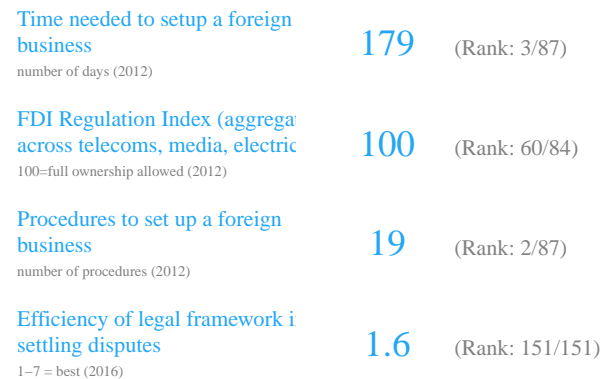 Time needed to setup a foreign
business
number of days (2012)
179
(Rank: 3/87)
FDI Regulation Index
across telecoms, media,
100=full ownership allowed (2012)
100
(Rank: 60/84)
Procedures to set up a foreign
business
number of procedures (2012)
19
(Rank: 2/87)
Efficiency of legal framework
settling disputes
1–7 = best (2016)
1.6
(Rank: 151/151)